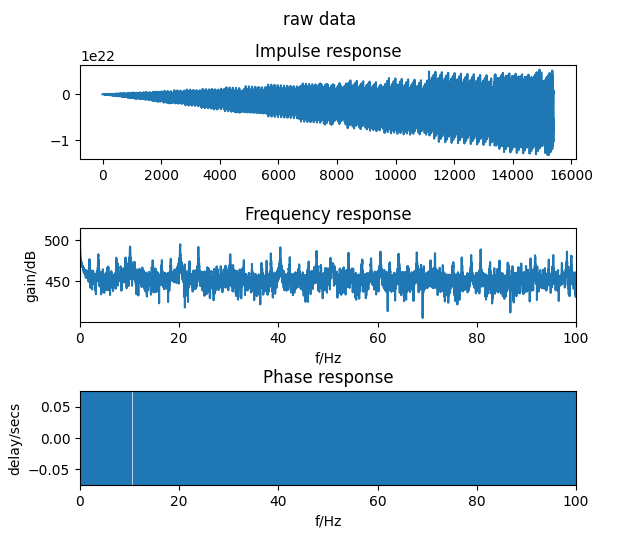 raw data
Impulse response
1e22
0
−1
0 2000 4000 6000 8000 10000 12000 14000 16000
Frequency response
500
450
gain/dB
0 20 40 60 80 100
f/Hz
Phase response
0.05
0.00
−0.05
delay/secs
0 20 40 60 80 100
f/Hz